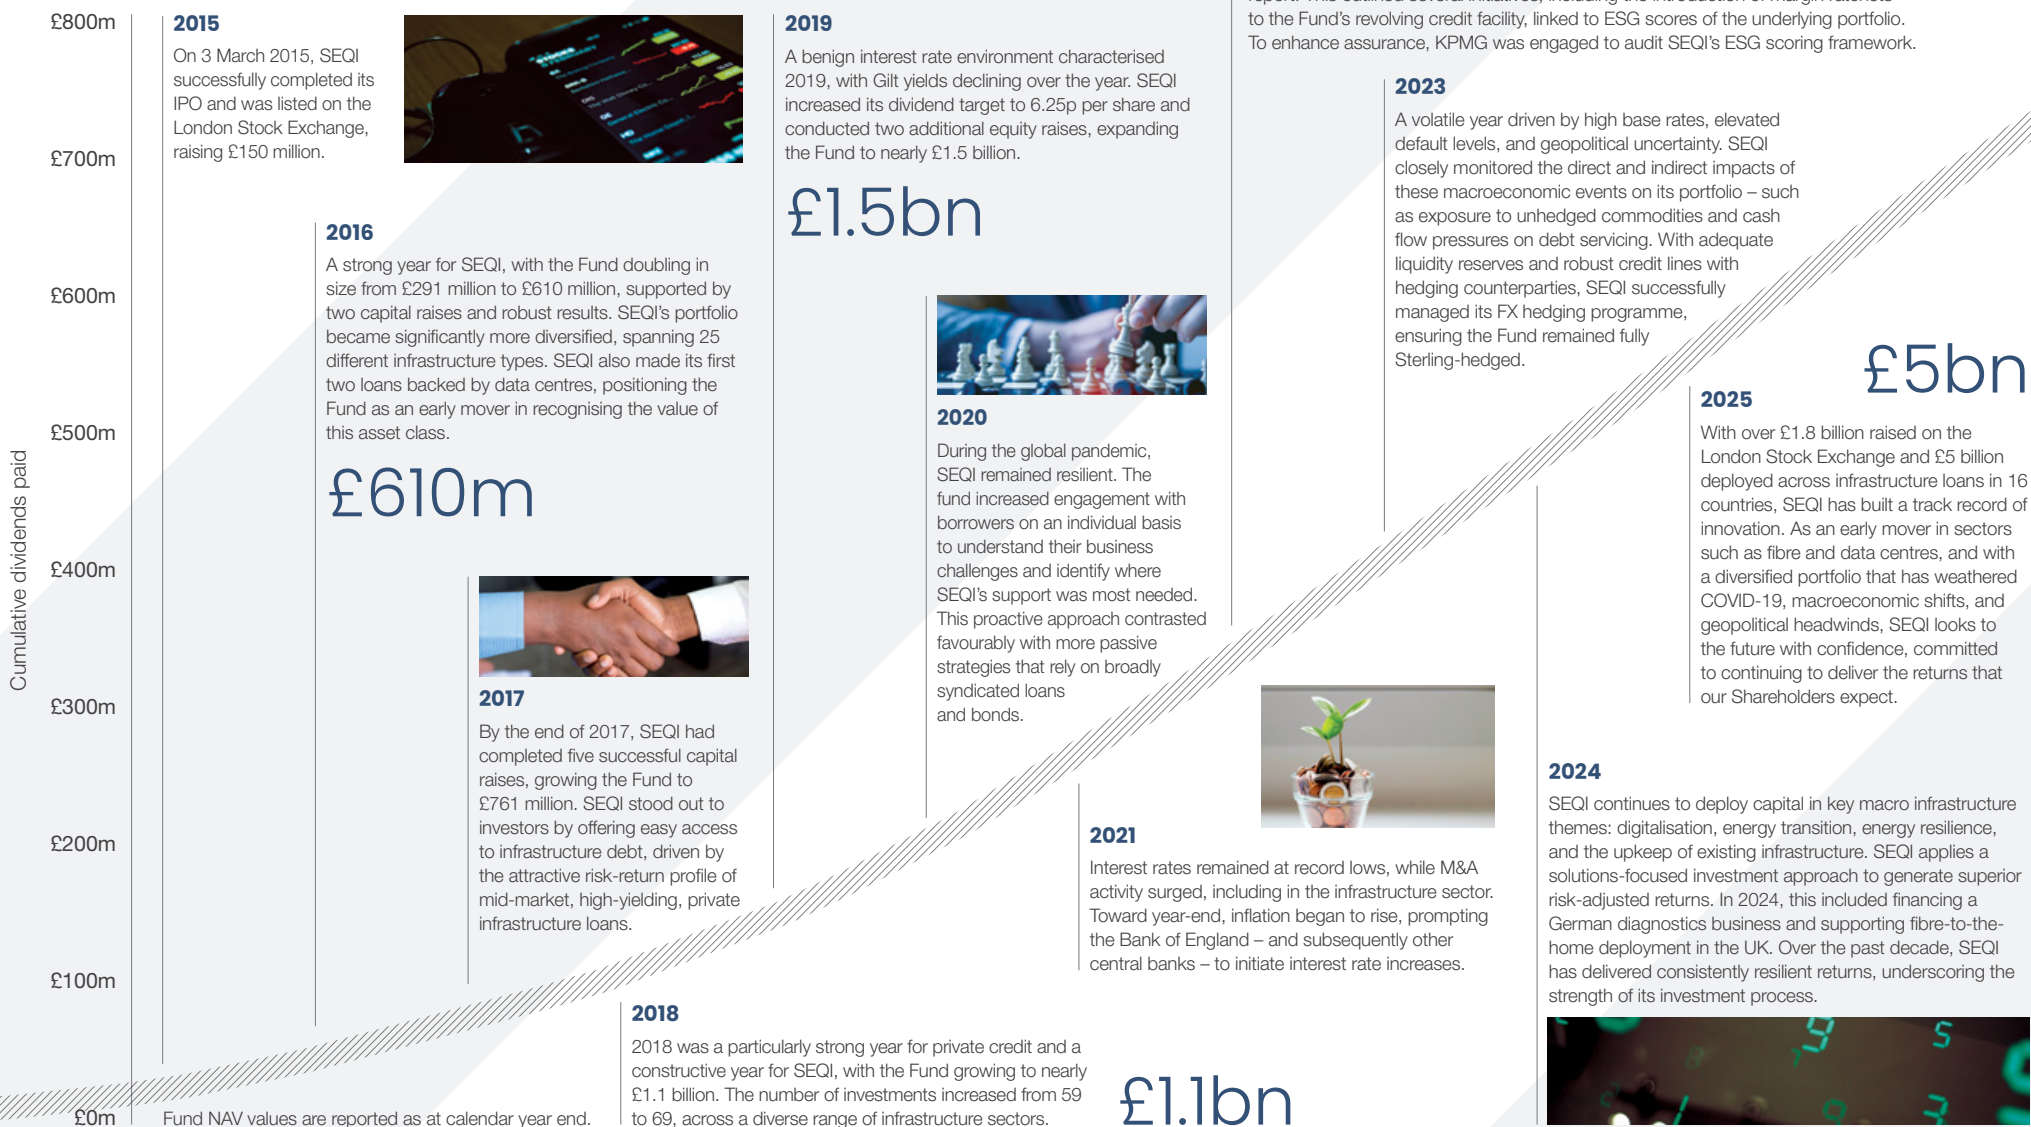 £800m
£700m
£600m
£500m
£400m
£300m
£200m
£100m
£0m
Cumulative dividends paid
2015
On 3 March 2015, SEQI
successfully completed its
IPO and was listed on the
London Stock Exchange,
raising £150 million.
2016
A strong year for SEQI, with the Fund doubling in
size from £291 million to £610 million, supported by
two capital raises and robust results. SEQI's portfolio
became significantly more diversified, spanning 25
different infrastructure types. SEQI also made its first
two loans backed by data centres, positioning the
Fund as an early mover in recognising the value of
this asset class.
£610m
2017
By the end of 2017, SEQI had
completed five successful capital
raises, growing the Fund to
£761 million. SEQI stood out to
investors by offering easy access
to infrastructure debt, driven by
the attractive risk-return profile of
mid-market, high-yielding, private
infrastructure loans.
2018
2018 was a particularly strong year for private credit and a
constructive year for SEQI, with the Fund growing to nearly
£1.1 billion. The number of investments increased from 59
to 69, across a diverse range of infrastructure sectors.
£1.1bn
2019
A benign interest rate environment characterised
2019, with Gilt yields declining over the year. SEQI
increased its dividend target to 6.25p per share and
conducted two additional equity raises, expanding
the Fund to nearly £1.5 billion.
£1.5bn
2020
During the global pandemic,
SEQI remained resilient. The
fund increased engagement with
borrowers on an individual basis
to understand their business
challenges and identify where
SEQI's support was most needed.
This proactive approach contrasted
favourably with more passive
strategies that rely on broadly
syndicated loans
and bonds.
2021
Interest rates remained at record lows, while M&A
activity surged, including in the infrastructure sector.
Toward year-end, inflation began to rise, prompting
the Bank of England – and subsequently other
central banks – to initiate interest rate increases.
to the Fund's revolving credit facility, linked to ESG scores of the underlying portfolio.
To enhance assurance, KPMG was engaged to audit SEQI's ESG scoring framework.
2023
A volatile year driven by high base rates, elevated
default levels, and geopolitical uncertainty. SEQI
closely monitored the direct and indirect impacts of
these macroeconomic events on its portfolio – such
as exposure to unhedged commodities and cash
flow pressures on debt servicing. With adequate
liquidity reserves and robust credit lines with
hedging counterparties, SEQI successfully
managed its FX hedging programme,
ensuring the Fund remained fully
Sterling-hedged.
2024
SEQI continues to deploy capital in key macro infrastructure
themes: digitalisation, energy transition, energy resilience,
and the upkeep of existing infrastructure. SEQI applies a
solutions-focused investment approach to generate superior
risk-adjusted returns. In 2024, this included financing a
German diagnostics business and supporting fibre-to-the-
home deployment in the UK. Over the past decade, SEQI
has delivered consistently resilient returns, underscoring the
strength of its investment process.
£5bn
2025
With over £1.8 billion raised on the
London Stock Exchange and £5 billion
deployed across infrastructure loans in 16
countries, SEQI has built a track record of
innovation. As an early mover in sectors
such as fibre and data centres, and with
a diversified portfolio that has weathered
COVID-19, macroeconomic shifts, and
geopolitical headwinds, SEQI looks to
the future with confidence, committed
to continuing to deliver the returns that
our Shareholders expect.
Fund NAV values are reported as at calendar year end.